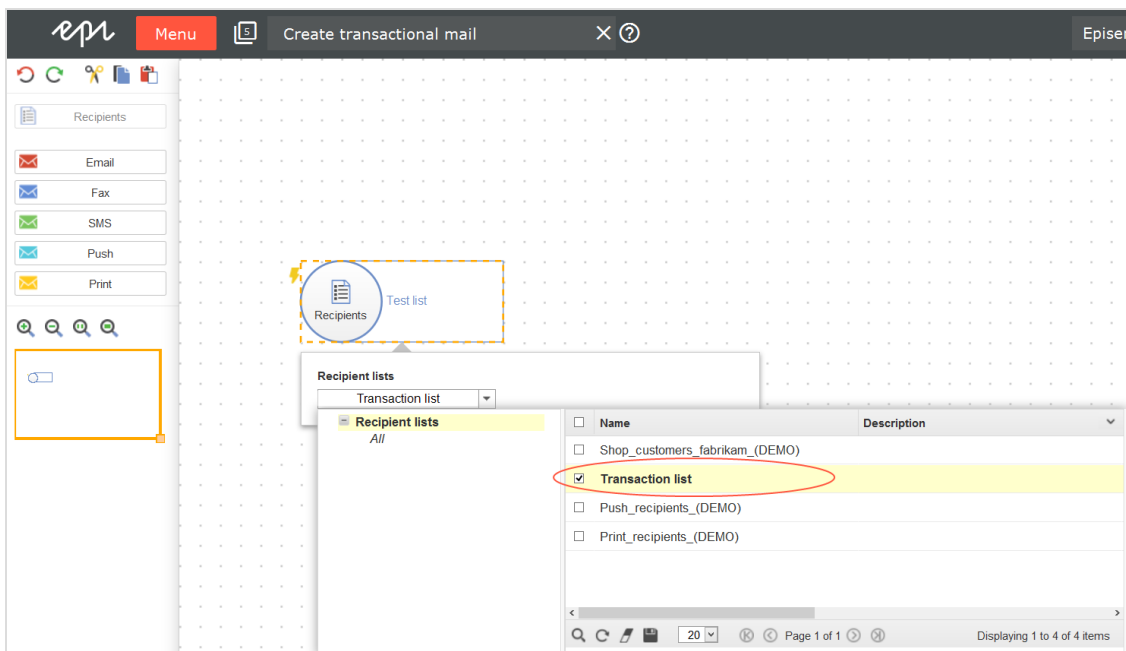 epi Menu 5 Create transactional mail Episer
Recipients
Email
Fax
SMS
Push
Print
Recipients
Test list
Recipient lists
Transaction list
Recipient lists
All
Name Description
Shop_customers_fabrikam_(DEMO)
Transaction list
Push_recipients_(DEMO)
Print_recipients_(DEMO)
20 Page 1 of 1 Displaying 1 to 4 of 4 items